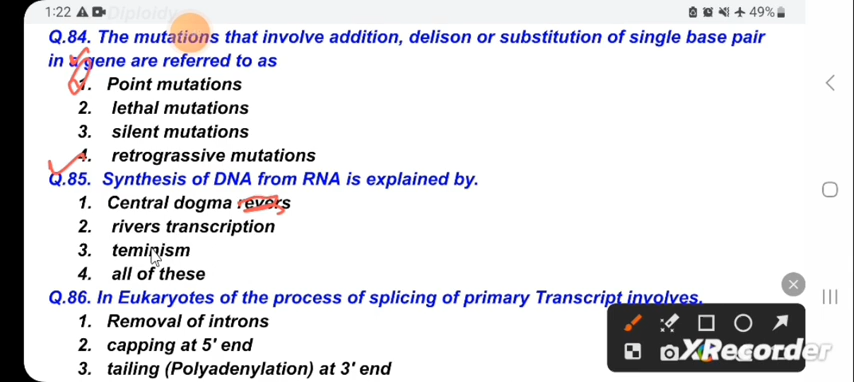 1:22
Diploidy
49%
Q.84. The mutations that involve addition, delison or substitution of single base pair
in a gene are referred to as
1. Point mutations
2. lethal mutations
3. silent mutations
4. retrograssive mutations
Q.85. Synthesis of DNA from RNA is explained by.
1. Central dogma revers
2. rivers transcription
3. teminism
4. all of these
Q.86. In Eukaryotes of the process of splicing of primary Transcript involves.
1. Removal of introns
2. capping at 5' end
3. tailing (Polyadenylation) at 3' end
XRecorder